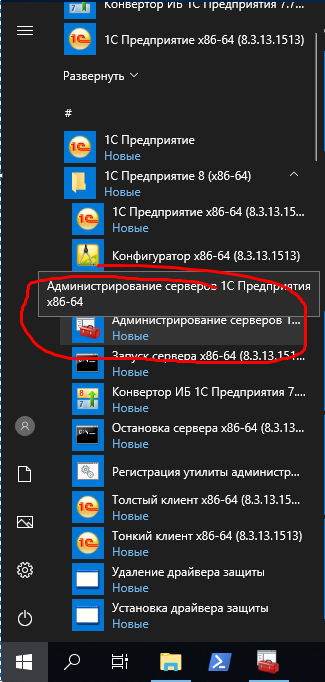 Конвертор ИБ 1С Предприятия 7.7...
1С Предприятие x86-64 (8.3.13.1513)
Развернуть
#
1С Предприятие
Новые
1С Предприятие 8 (x86-64)
Новые
1С Предприятие x86-64 (8.3.13.15...
Новые
Конфигуратор x86-64 (8.3.13.1513)
Администрирование серверов 1С Предприятия
x86-64
Администрирование серверов 1...
Новые
Запуск сервера x86-64 (8.3.13.151...
Новые
Конвертор ИБ 1С Предприятия 7....
Новые
Остановка сервера x86-64 (8.3.13....
Новые
Регистрация утилиты администр...
Толстый клиент x86-64 (8.3.13.15...
Новые
Тонкий клиент x86-64 (8.3.13.1513)
Новые
Удаление драйвера защиты
Новые
Установка драйвера защиты
Новые